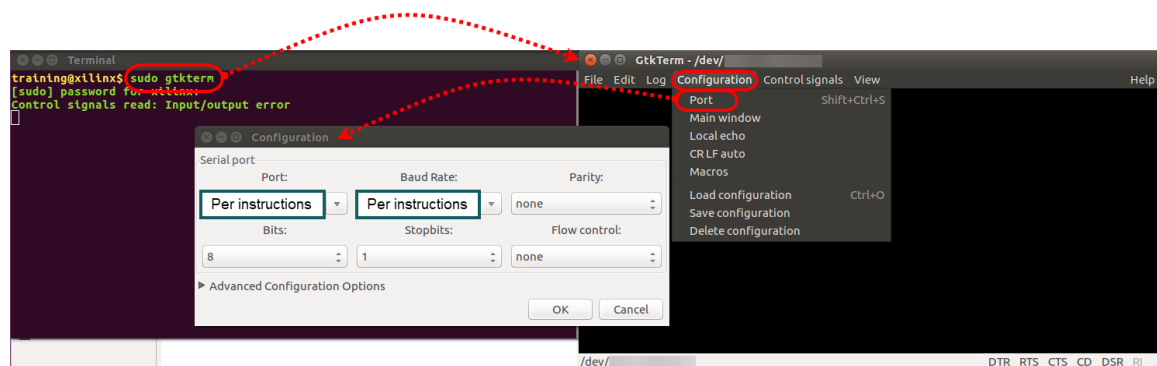 Terminal
training@xilinx$ sudo gtkterm
[sudo] password for xilinx:
Control signals read: Input/output error
GtkTerm - /dev/
File Edit Log Configuration Control signals View Help
Port Shift+Ctrl+S
Main window
Local echo
CR LF auto
Macros
Load configuration Ctrl+O
Save configuration
Delete configuration
Configuration
Serial port
Port: Baud Rate: Parity:
Per instructions Per instructions none
Bits: Stopbits: Flow control:
8 1 none
Advanced Configuration Options
OK Cancel
/dev/ DTR RTS CTS CD DSR RI